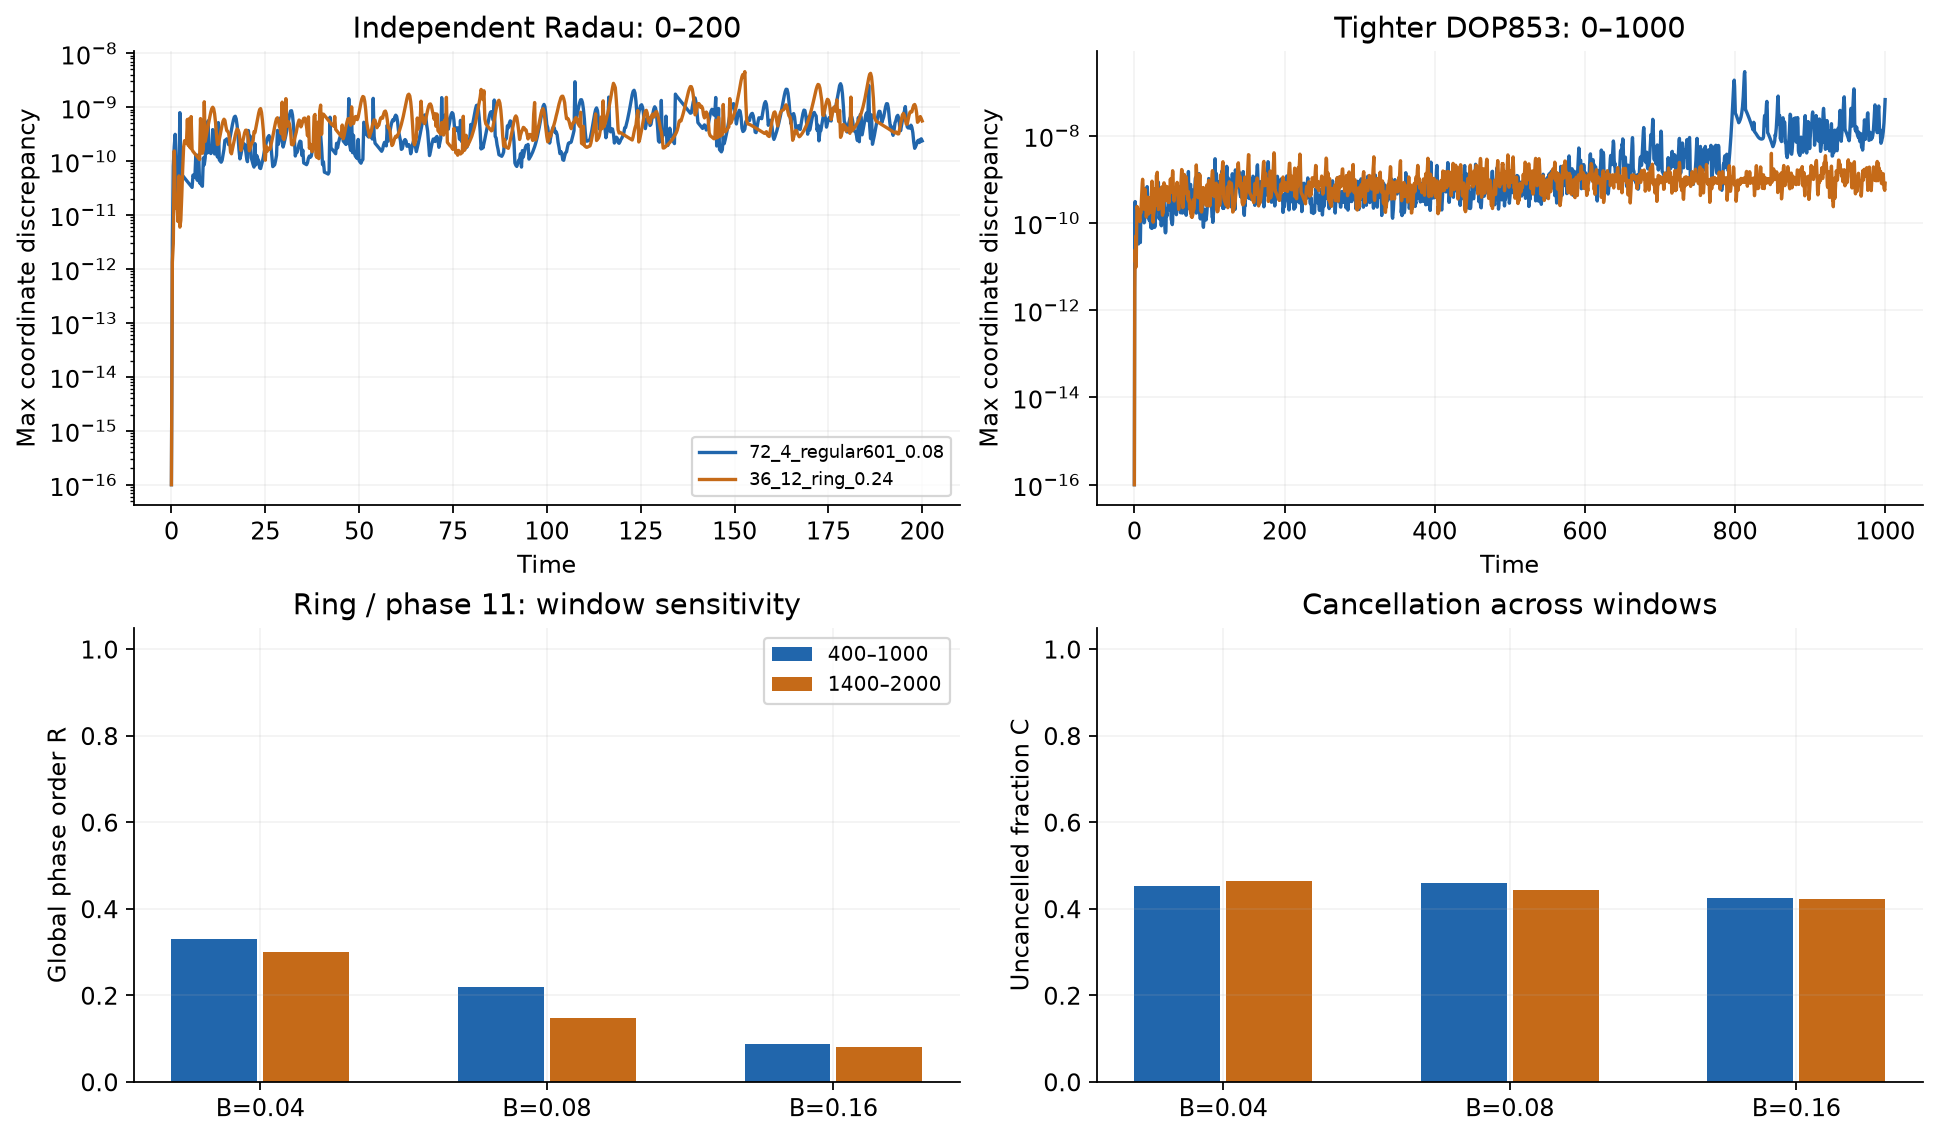 Independent Radau: 0–200
Max coordinate discrepancy
10⁻⁸
10⁻⁹
10⁻¹⁰
10⁻¹¹
10⁻¹²
10⁻¹³
10⁻¹⁴
10⁻¹⁵
10⁻¹⁶
72_4_regular601_0.08
36_12_ring_0.24
0 25 50 75 100 125 150 175 200
Time
Tighter DOP853: 0–1000
Max coordinate discrepancy
10⁻⁸
10⁻¹⁰
10⁻¹²
10⁻¹⁴
10⁻¹⁶
0 200 400 600 800 1000
Time
Ring / phase 11: window sensitivity
Global phase order R
1.0
0.8
0.6
0.4
0.2
0.0
400–1000
1400–2000
B=0.04 B=0.08 B=0.16
Cancellation across windows
Uncancelled fraction C
1.0
0.8
0.6
0.4
0.2
0.0
B=0.04 B=0.08 B=0.16